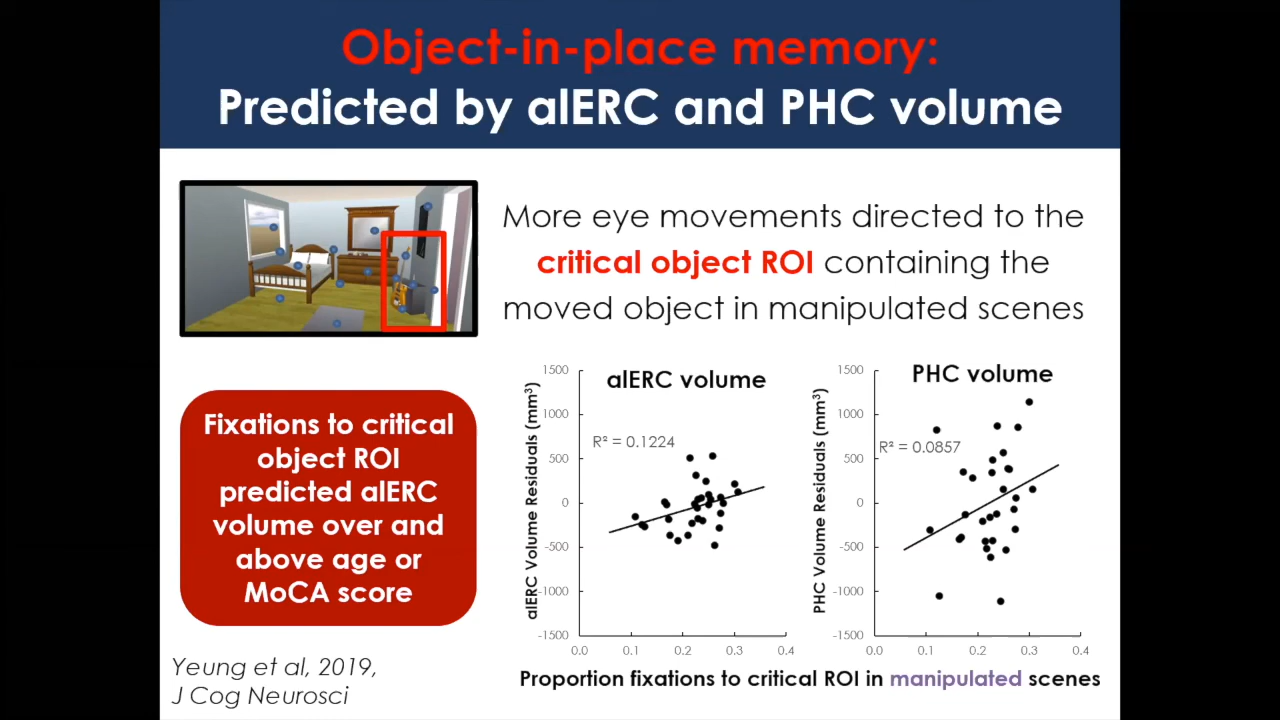 Object-in-place memory:
Predicted by alERC and PHC volume
More eye movements directed to the
critical object ROI containing the
moved object in manipulated scenes
Fixations to critical
object ROI
predicted alERC
volume over and
above age or
MoCA score
Yeung et al, 2019,
J Cog Neurosci
alERC volume
alERC Volume Residuals (mm³)
1500
1000
500
0
-500
-1000
-1500
R² = 0.1224
0.0 0.1 0.2 0.3 0.4
PHC volume
PHC Volume Residuals (mm³)
1500
1000
500
0
-500
-1000
-1500
R² = 0.0857
0.0 0.1 0.2 0.3 0.4
Proportion fixations to critical ROI in manipulated scenes